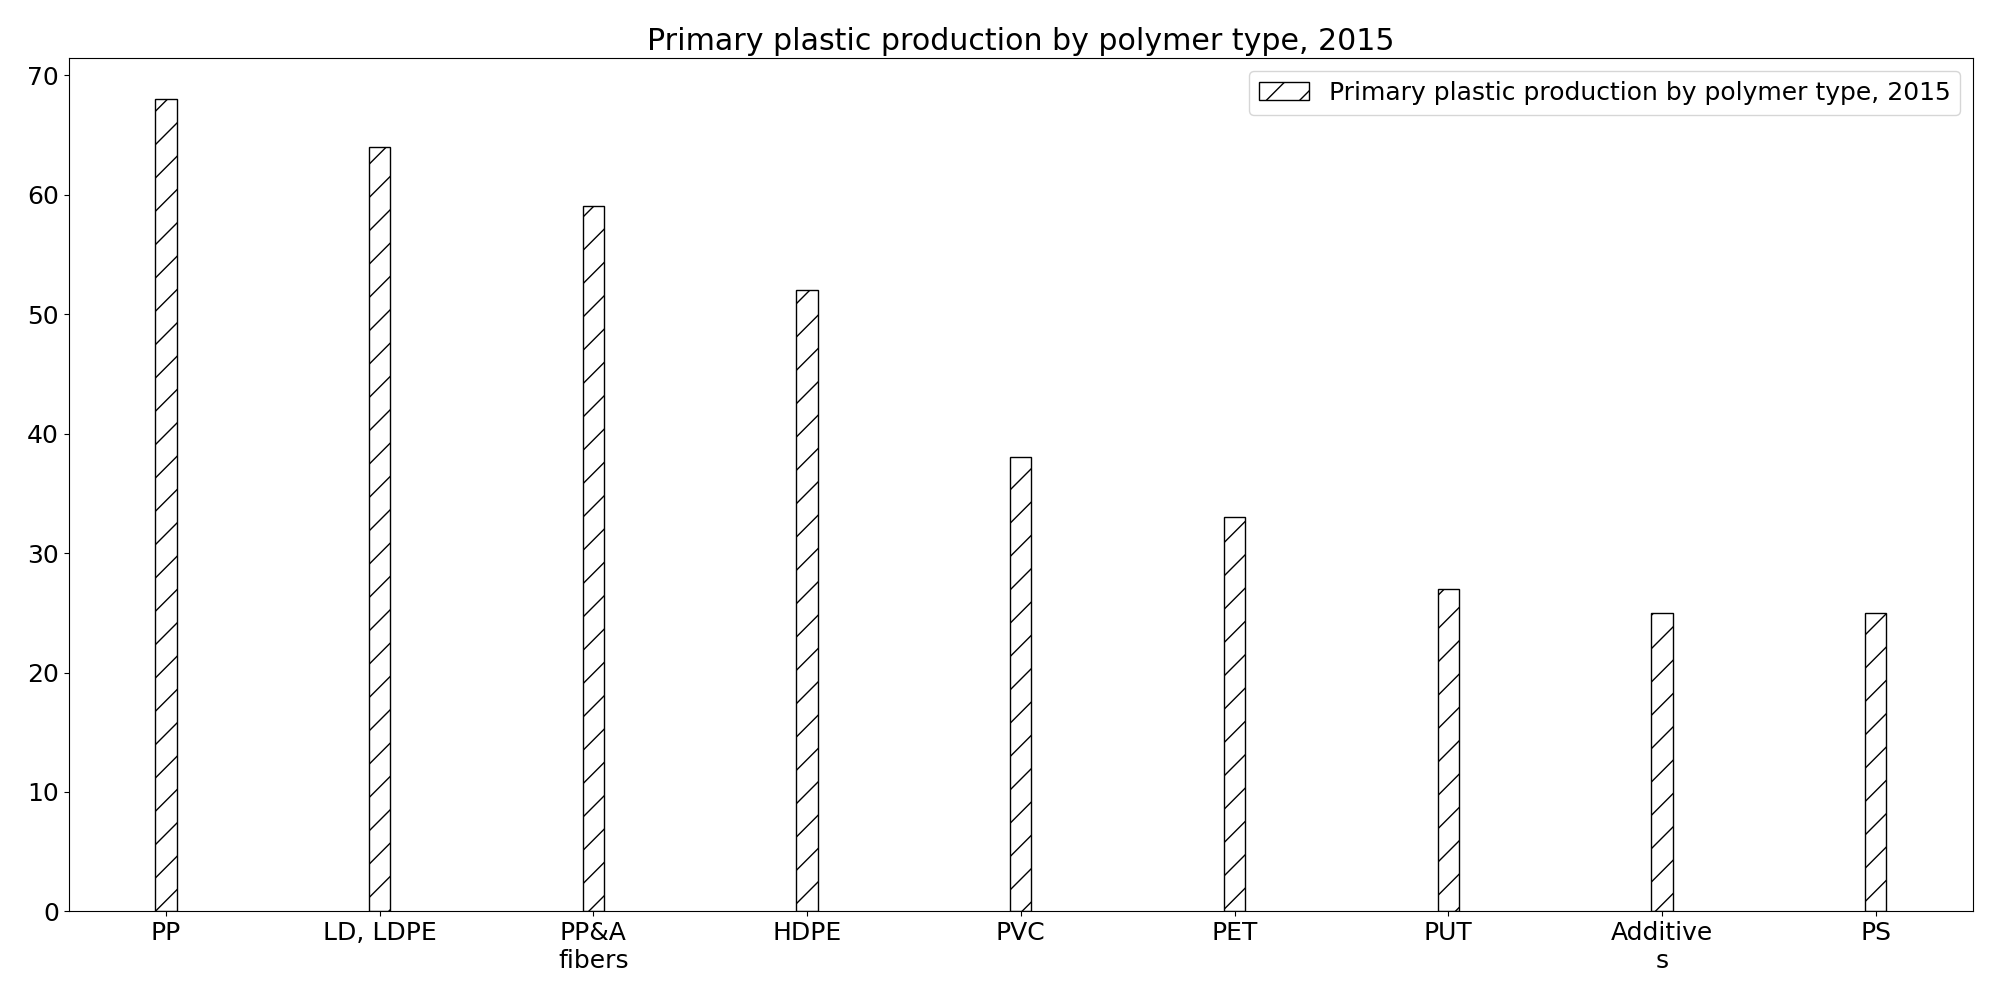 Primary plastic production by polymer type, 2015
Primary plastic production by polymer type, 2015
70
60
50
40
30
20
10
0
PP
LD, LDPE
PP&A
fibers
HDPE
PVC
PET
PUT
Additive
s
PS